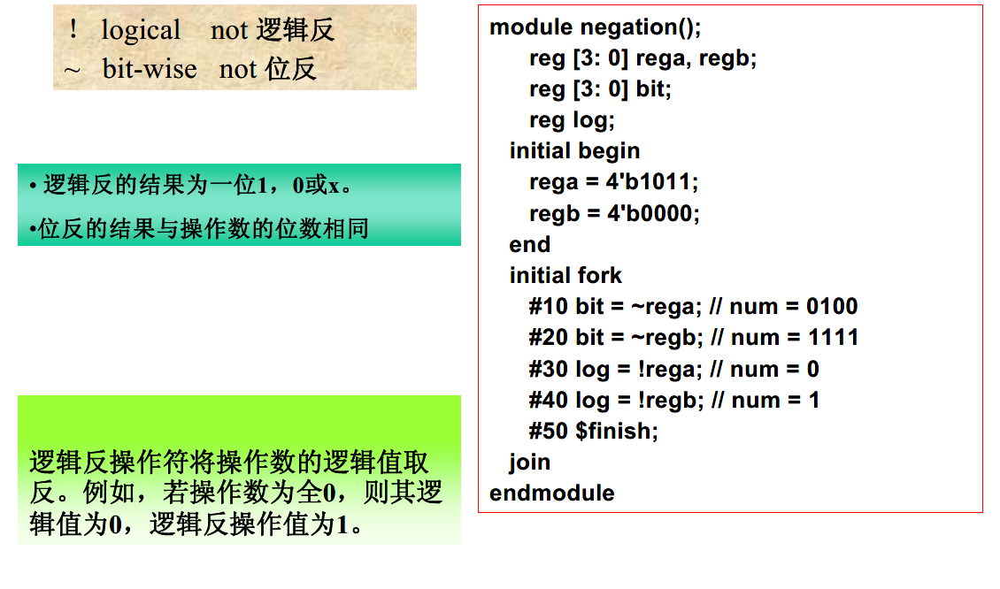 ! logical not 逻辑反
~ bit-wise not 位反
• 逻辑反的结果为一位1，0或x。
•位反的结果与操作数的位数相同
逻辑反操作符将操作数的逻辑值取
反。例如，若操作数为全0，则其逻
辑值为0，逻辑反操作值为1。
module negation();
reg [3: 0] rega, regb;
reg [3: 0] bit;
reg log;
initial begin
rega = 4'b1011;
regb = 4'b0000;
end
initial fork
#10 bit = ~rega; // num = 0100
#20 bit = ~regb; // num = 1111
#30 log = !rega; // num = 0
#40 log = !regb; // num = 1
#50 $finish;
join
endmodule